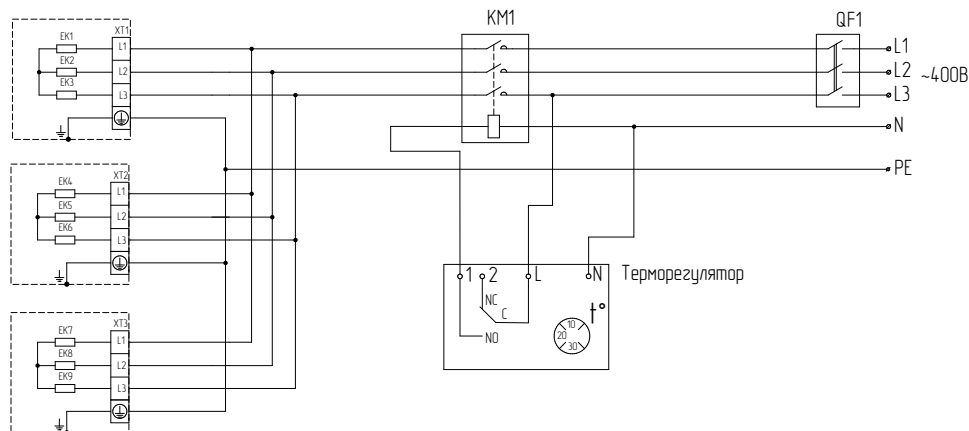 KM1
QF1
XT1
EK1
L1
EK2
L2
EK3
L3
L1
L2
~400В
L3
N
PE
XT2
EK4
L1
EK5
L2
EK6
L3
1
2
L
N
Терморегулятор
NC
C
NO
t°
10
20
30
XT3
EK7
L1
EK8
L2
EK9
L3